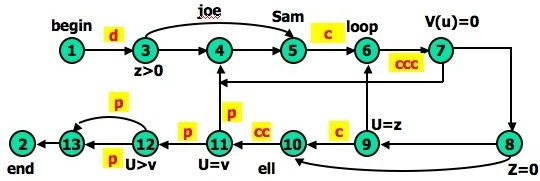 joe
begin
Sam
loop
V(u)=0
d
c
1
3
4
5
6
7
z>0
ccc
p
p
U=z
p
cc
c
2
13
12
11
10
9
8
end
p
U>v
U=v
ell
Z=0